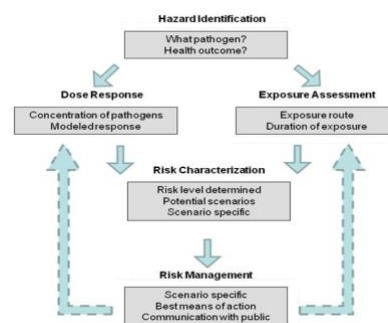 Hazard Identification
What pathogen?
Health outcome?
Dose Response
Concentration of pathogens
Modeled response
Exposure Assessment
Exposure route
Duration of exposure
Risk Characterization
Risk level determined
Potential scenarios
Scenario specific
Risk Management
Scenario specific
Best means of action
Communication with public